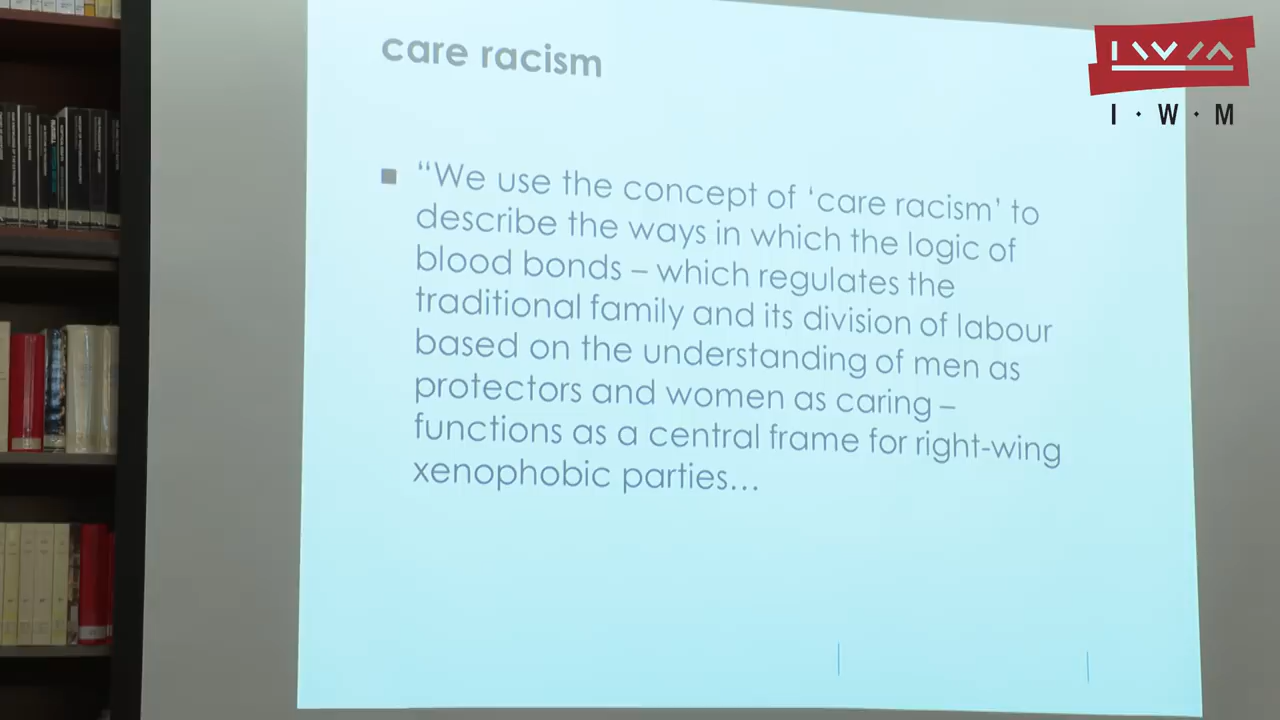 care racism
I · W · M
“We use the concept of ‘care racism’ to
describe the ways in which the logic of
blood bonds – which regulates the
traditional family and its division of labour
based on the understanding of men as
protectors and women as caring –
functions as a central frame for right-wing
xenophobic parties…